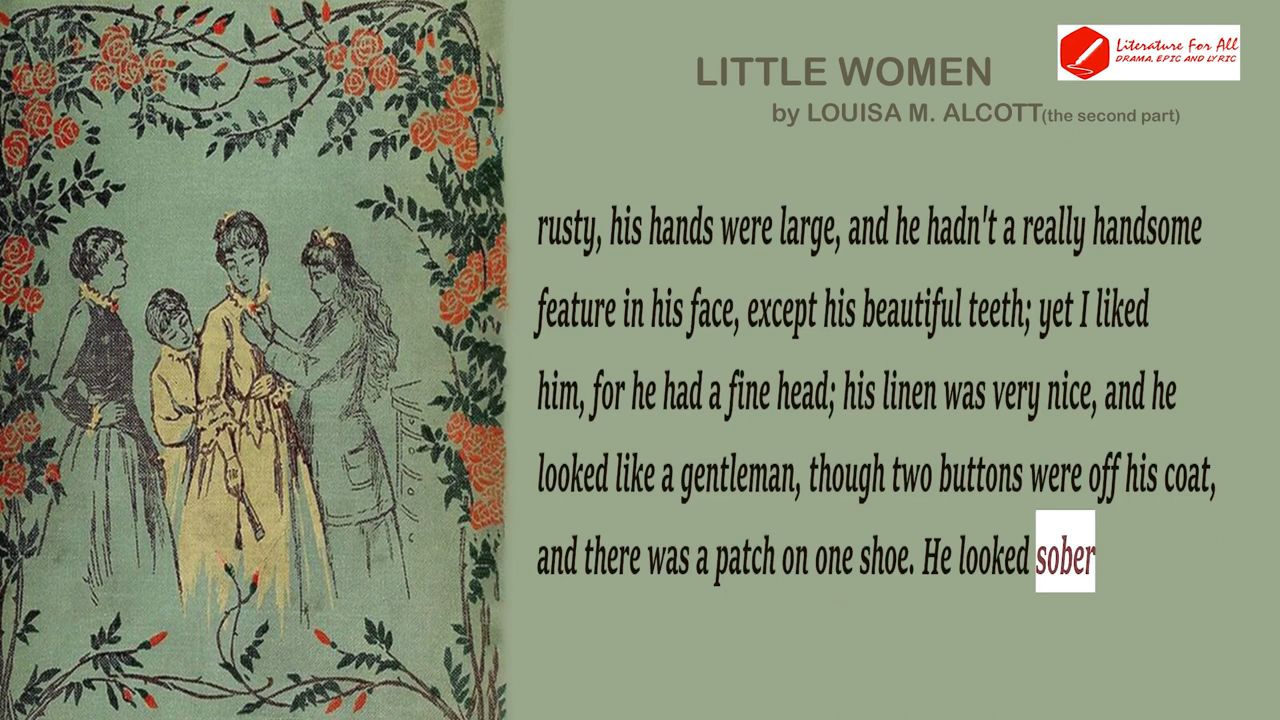 LITTLE WOMEN
by LOUISA M. ALCOTT(the second part)
Literature For All
DRAMA, EPIC AND LYRIC
rusty, his hands were large, and he hadn't a really handsome
feature in his face, except his beautiful teeth; yet I liked
him, for he had a fine head; his linen was very nice, and he
looked like a gentleman, though two buttons were off his coat,
and there was a patch on one shoe. He looked sober